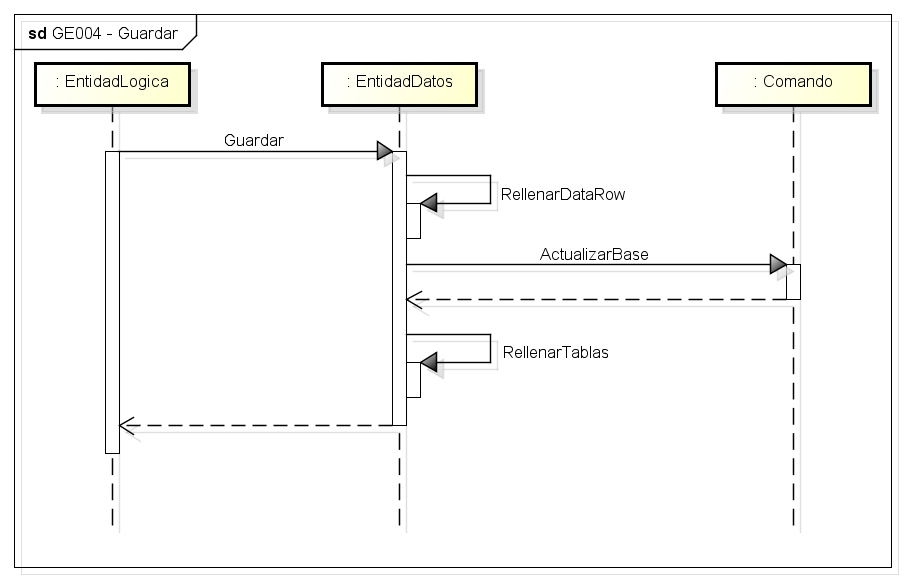 sd GE004 - Guardar
: EntidadLogica
: EntidadDatos
: Comando
Guardar
RellenarDataRow
ActualizarBase
RellenarTablas